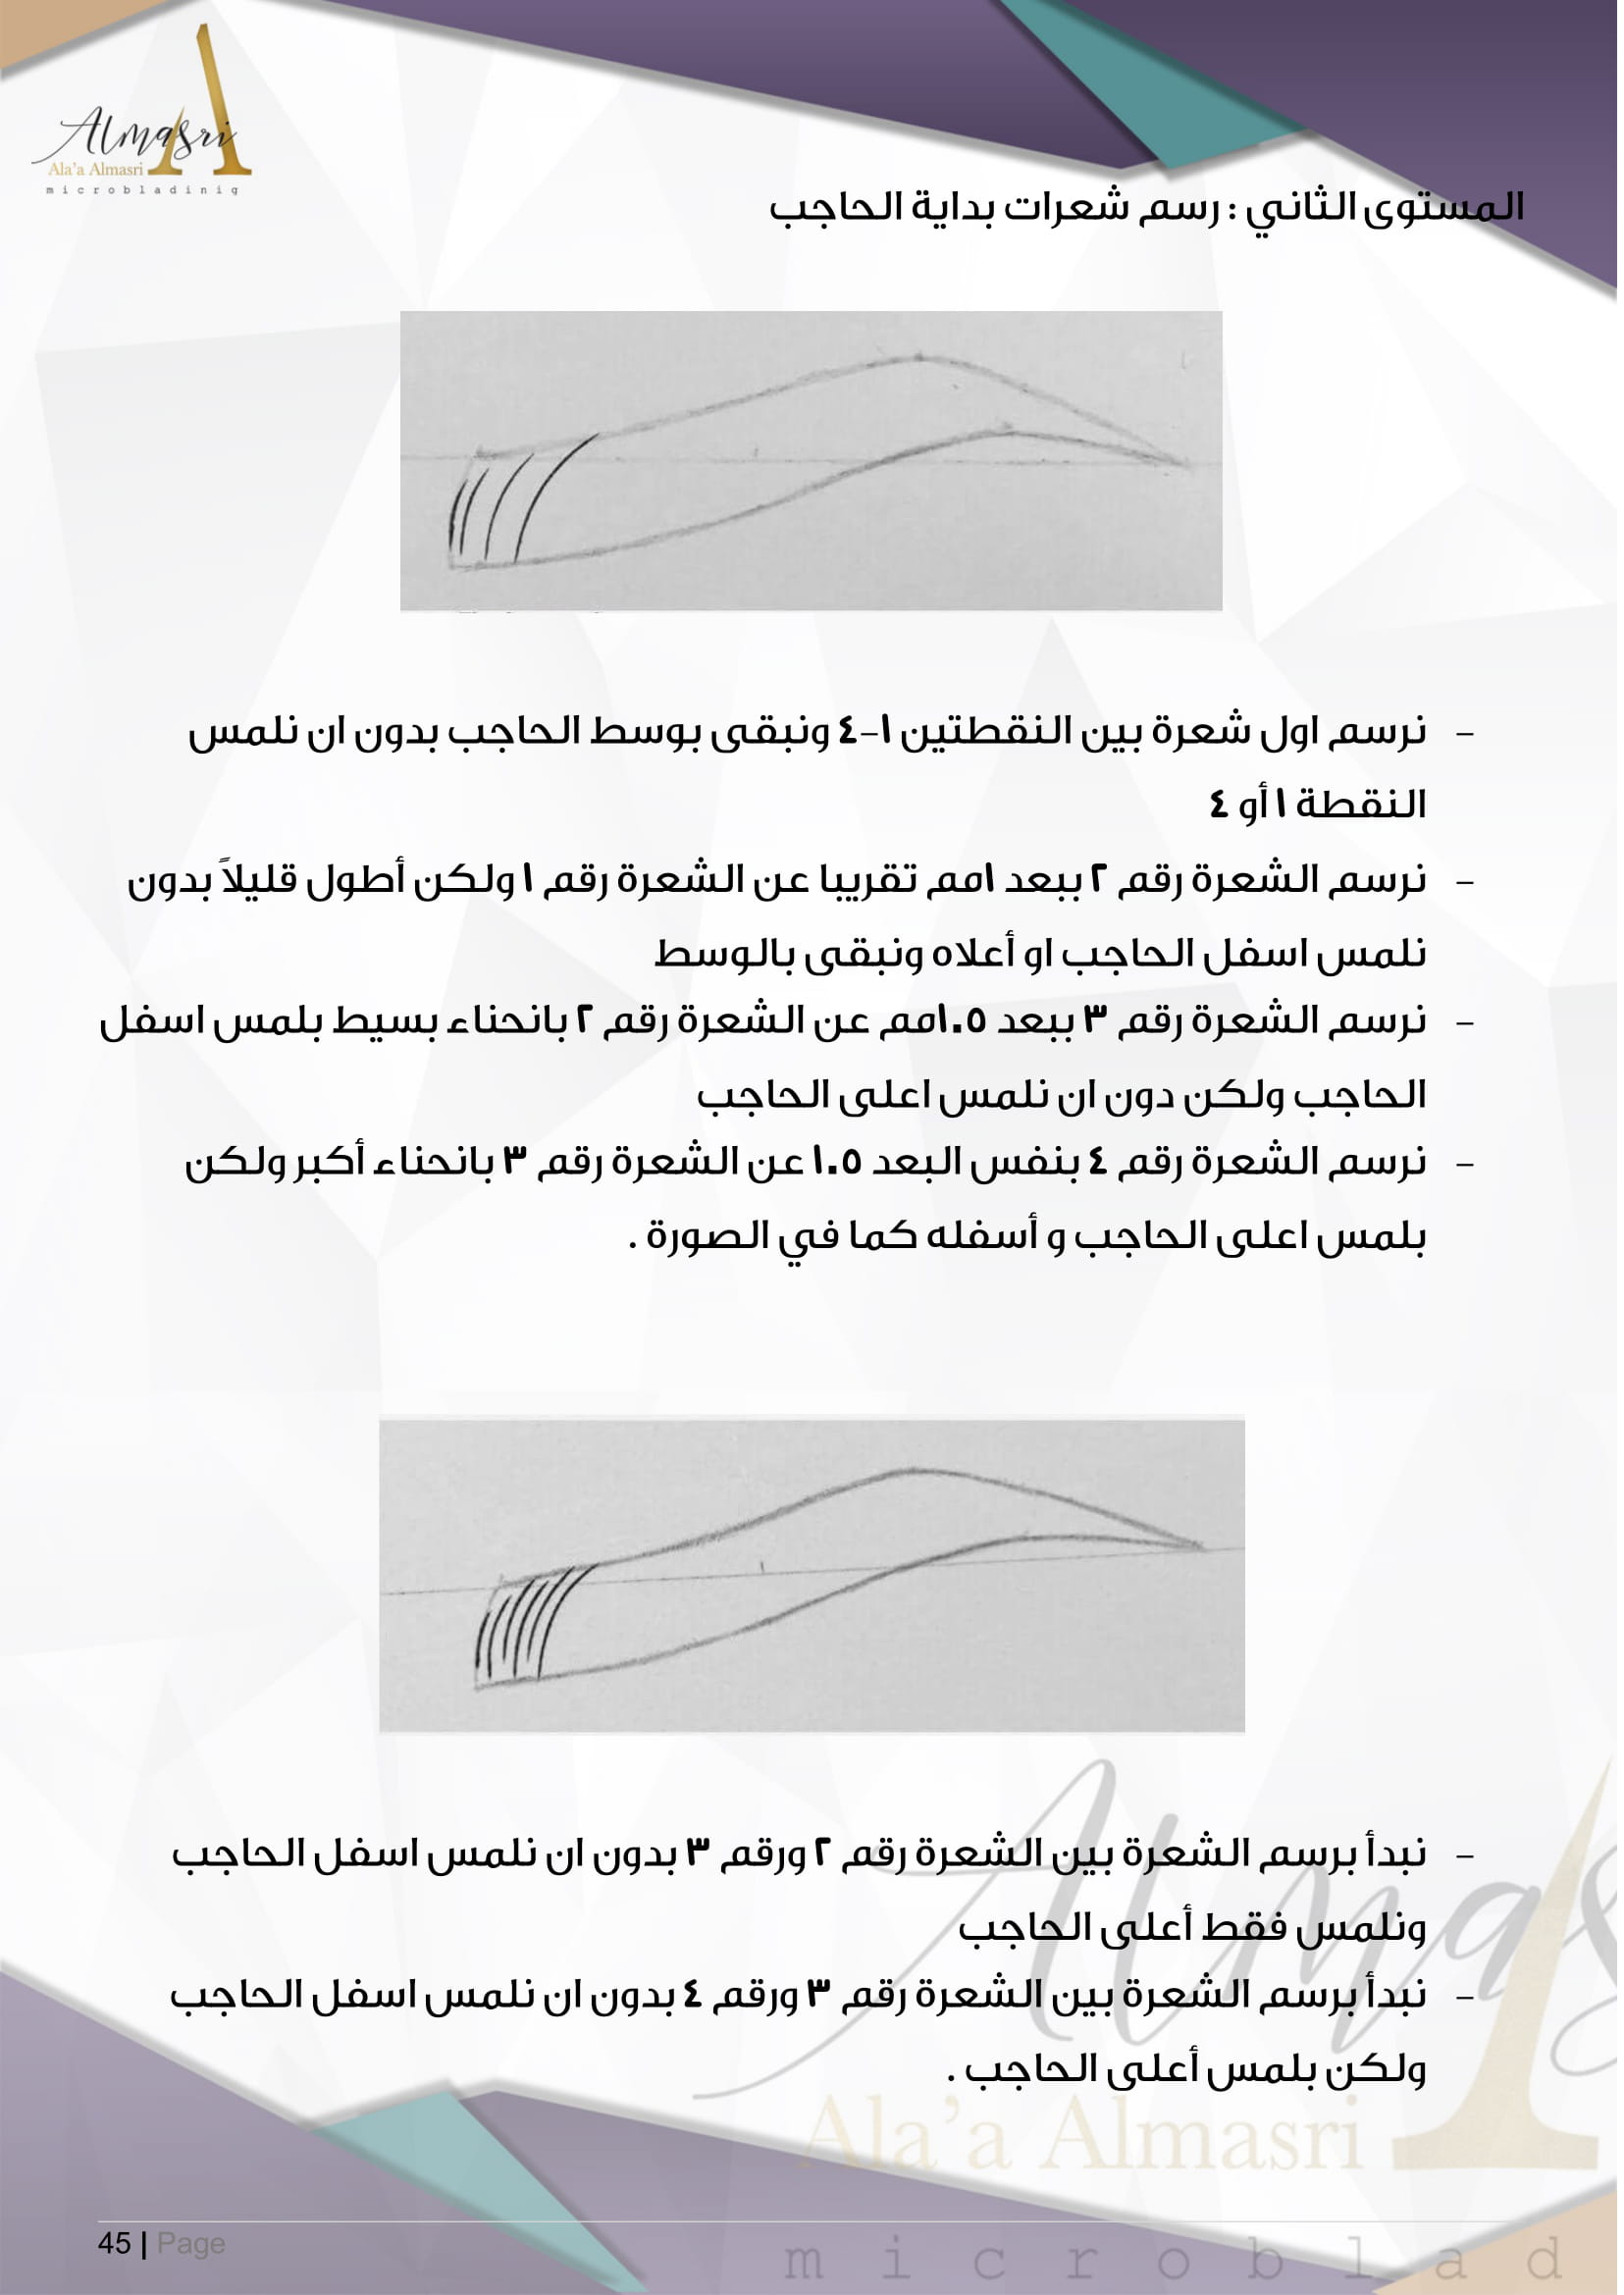 Almasri
Ala'a Almasri
microbladinig
المستوى الثاني : رسم شعرات بداية الحاجب
- نرسم اول شعرة بين النقطتين ١-٤ ونبقى بوسط الحاجب بدون ان نلمس
النقطة ١ أو ٤
- نرسم الشعرة رقم ٢ ببعد ١مم تقريبا عن الشعرة رقم ١ ولكن أطول قليلاً بدون
نلمس اسفل الحاجب او أعلاه ونبقى بالوسط
- نرسم الشعرة رقم ٣ ببعد ١.٥مم عن الشعرة رقم ٢ بانحناء بسيط بلمس اسفل
الحاجب ولكن دون ان نلمس اعلى الحاجب
- نرسم الشعرة رقم ٤ بنفس البعد ١.٥ عن الشعرة رقم ٣ بانحناء أكبر ولكن
بلمس اعلى الحاجب و أسفله كما في الصورة .
- نبدأ برسم الشعرة بين الشعرة رقم ٢ ورقم ٣ بدون ان نلمس اسفل الحاجب
ونلمس فقط أعلى الحاجب
- نبدأ برسم الشعرة بين الشعرة رقم ٣ ورقم ٤ بدون ان نلمس اسفل الحاجب
ولكن بلمس أعلى الحاجب .
Almas
Ala'a Almasri
microblad
45 | Page